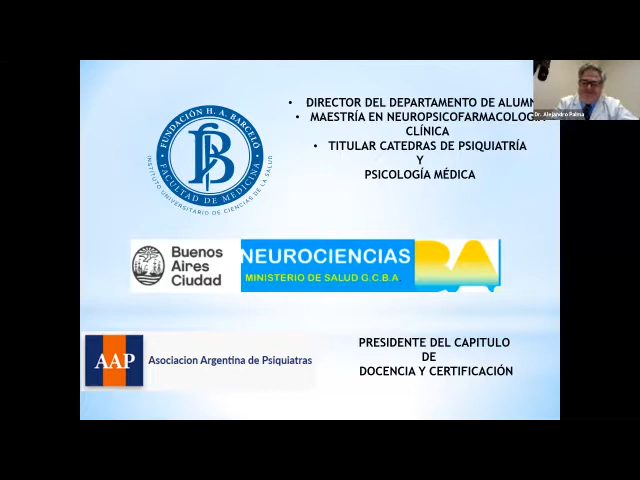 FUNDACIÓN H. A. BARCELÓ
FACULTAD DE MEDICINA
INSTITUTO UNIVERSITARIO DE CIENCIAS DE LA SALUD
• DIRECTOR DEL DEPARTAMENTO DE ALUMN
• MAESTRÍA EN NEUROPSICOFARMACOLOGIA
CLÍNICA
• TITULAR CATEDRAS DE PSIQUIATRÍA
Y
PSICOLOGÍA MÉDICA
Dr. Alejandro Palma
Buenos
Aires
Ciudad
NEUROCIENCIAS
MINISTERIO DE SALUD G.C.B.A.
BA
AAP
Asociacion Argentina de Psiquiatras
PRESIDENTE DEL CAPITULO
DE
DOCENCIA Y CERTIFICACIÓN